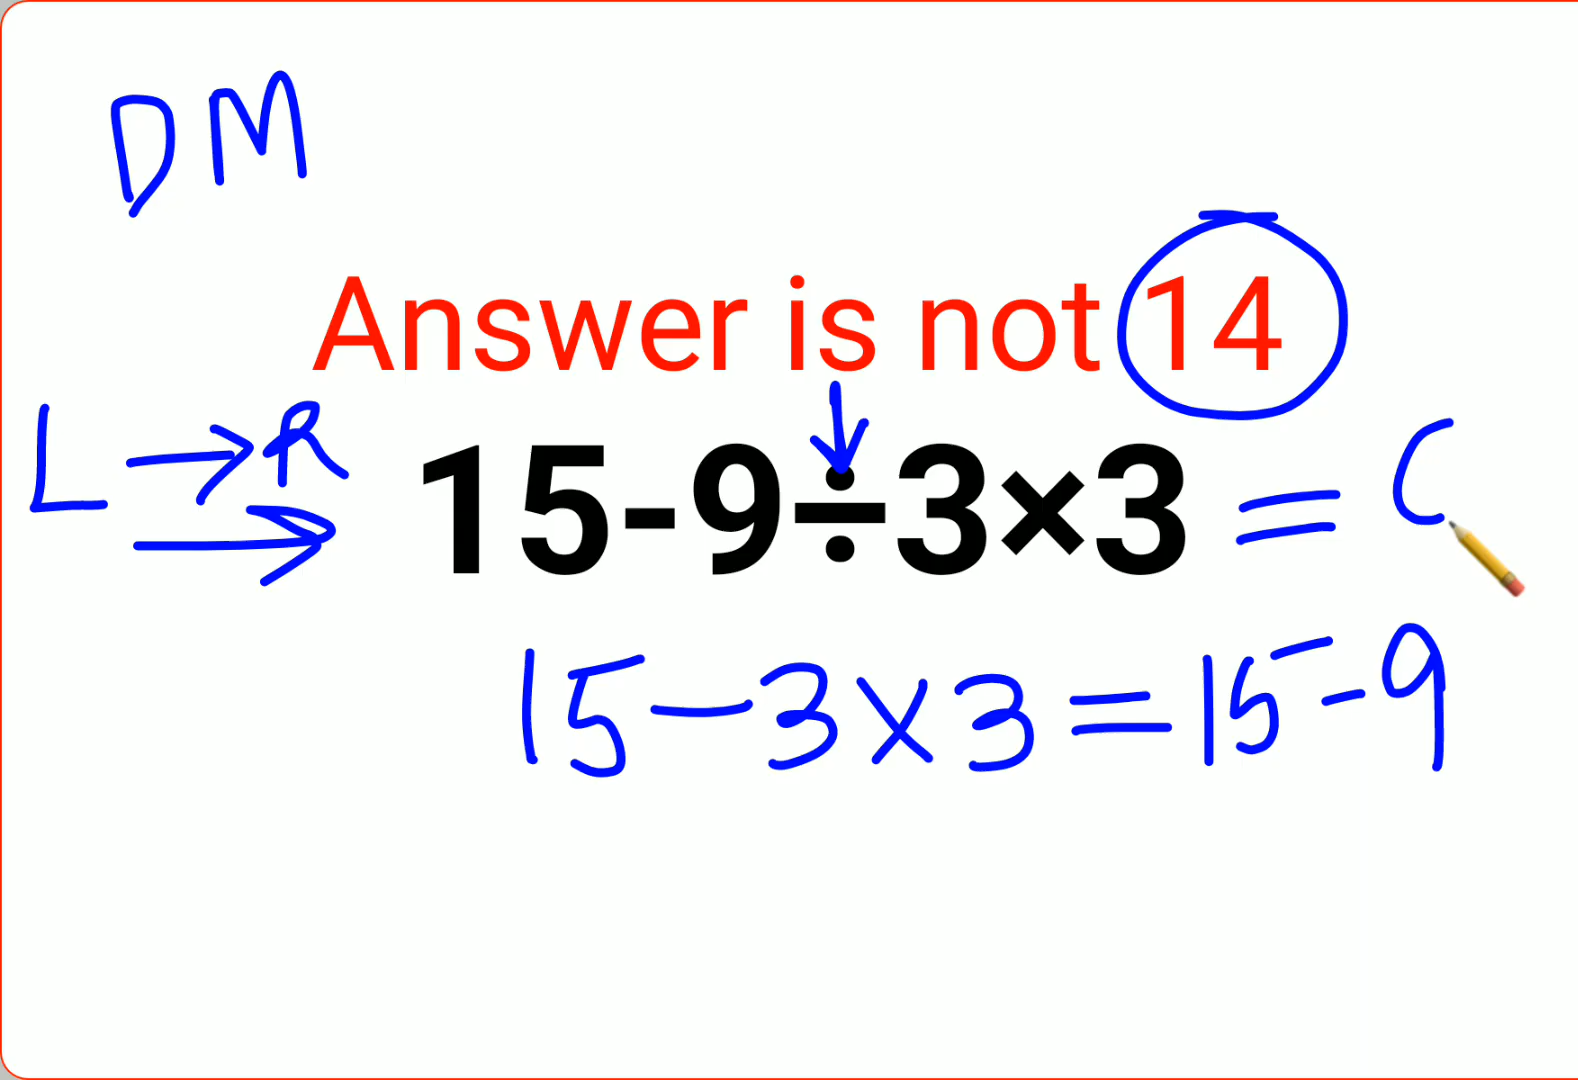 DM
Answer is not 14
L → R
15-9÷3×3 =
15-3×3=15-9